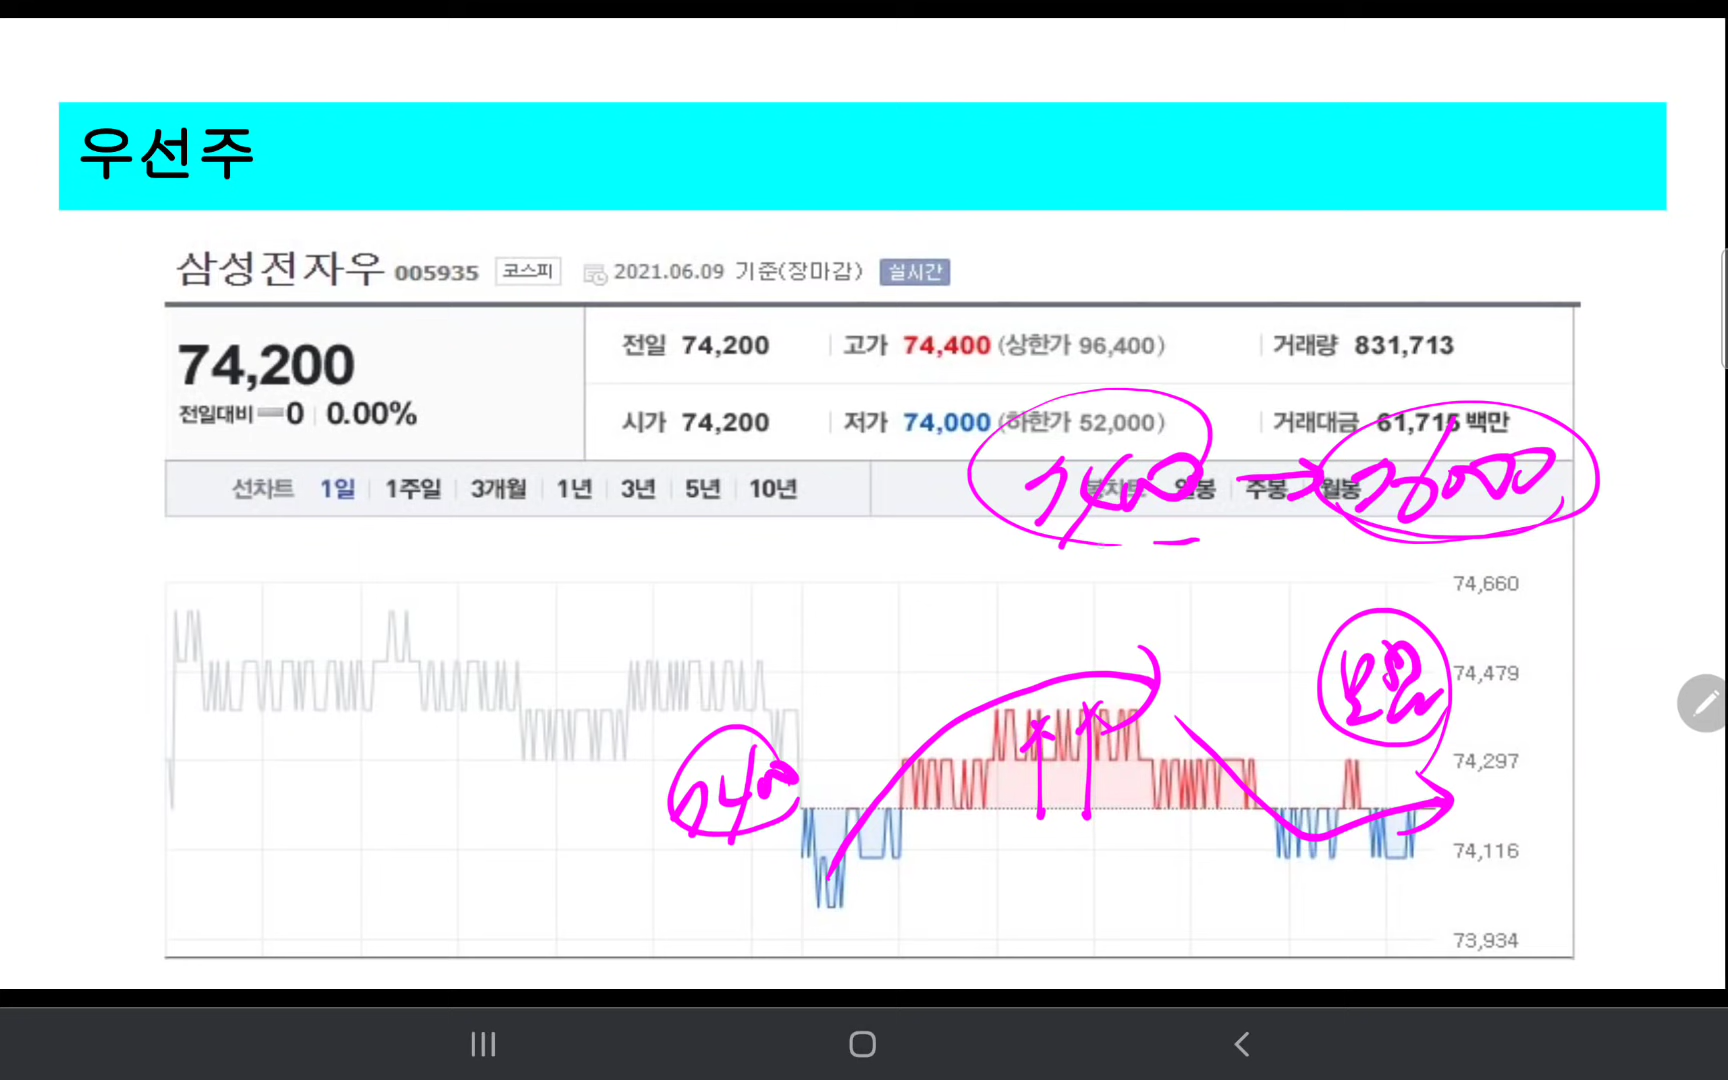 우선주
삼성전자우 005935 코스피 2021.06.09 기준(장마감) 실시간
74,200 전일 74,200 고가 74,400 (상한가 96,400) 거래량 831,713
전일대비 0 0.00% 시가 74,200 저가 74,000 (하한가 52,000) 거래대금 61,715 백만
선차트 1일 1주일 3개월 1년 3년 5년 10년 봉차트 일봉 주봉 월봉
74,660
74,479
74,297
74,116
73,934